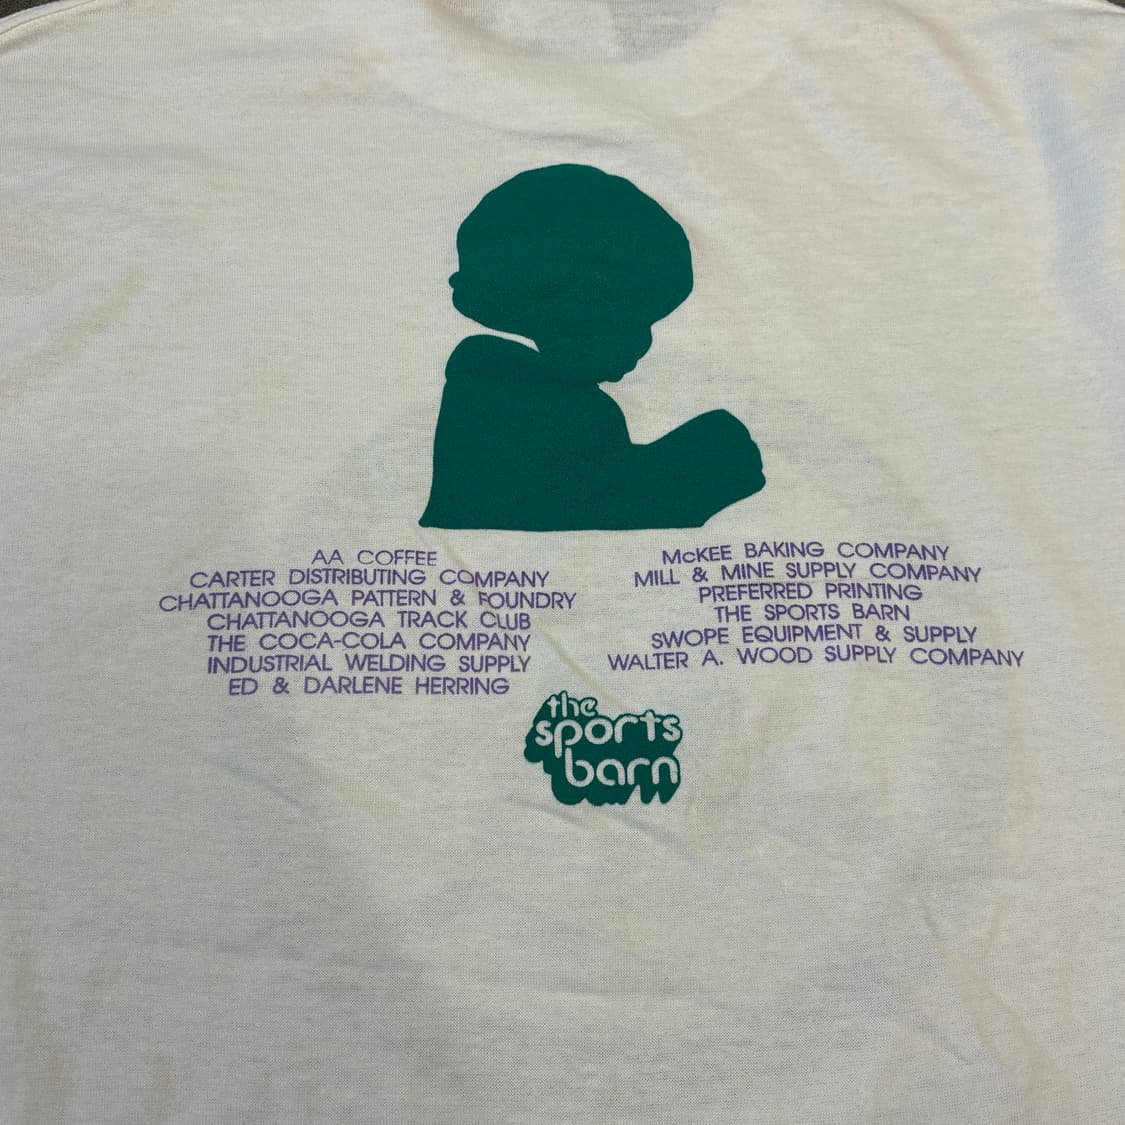 AA COFFEE
CARTER DISTRIBUTING COMPANY
CHATTANOOGA PATTERN & FOUNDRY
CHATTANOOGA TRACK CLUB
THE COCA-COLA COMPANY
INDUSTRIAL WELDING SUPPLY
ED & DARLENE HERRING
McKEE BAKING COMPANY
MILL & MINE SUPPLY COMPANY
PREFERRED PRINTING
THE SPORTS BARN
SWOPE EQUIPMENT & SUPPLY
WALTER A. WOOD SUPPLY COMPANY
the
sports
barn